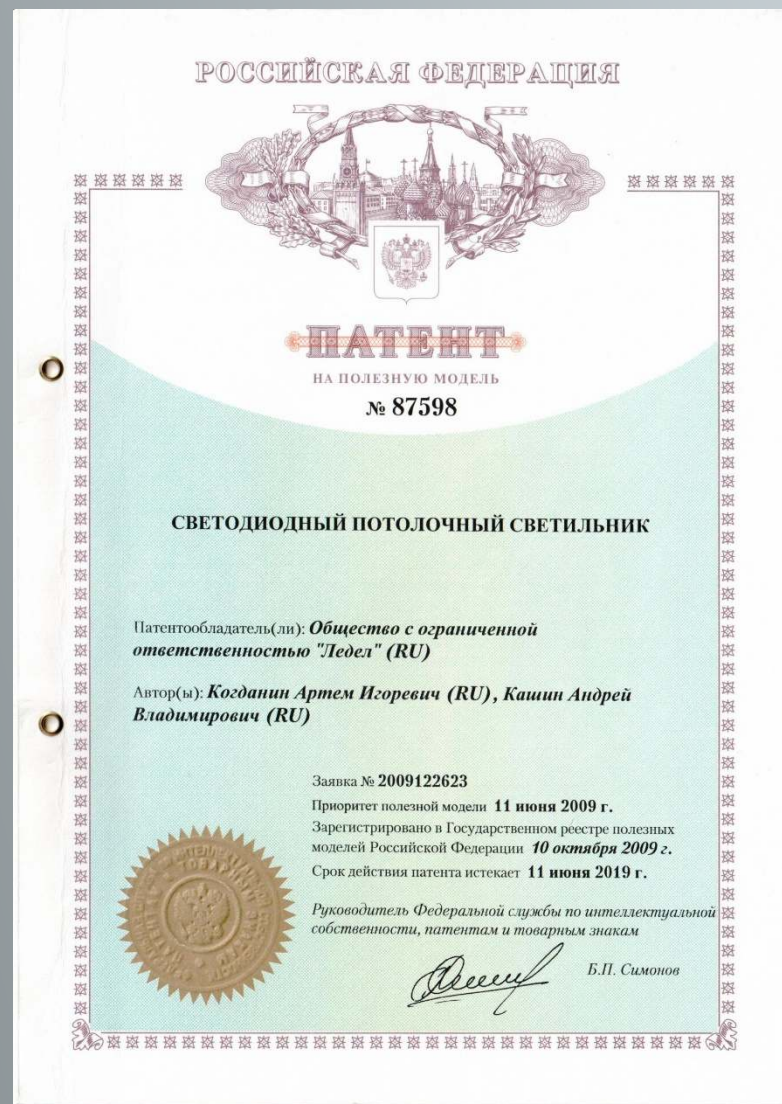 РОССИЙСКАЯ ФЕДЕРАЦИЯ
ПАТЕНТ
НА ПОЛЕЗНУЮ МОДЕЛЬ
№ 87598
СВЕТОДИОДНЫЙ ПОТОЛОЧНЫЙ СВЕТИЛЬНИК
Патентообладатель(ли): Общество с ограниченной
ответственностью "Ледел" (RU)
Автор(ы): Когданин Артем Игоревич (RU), Кашин Андрей
Владимирович (RU)
Заявка № 2009122623
Приоритет полезной модели 11 июня 2009 г.
Зарегистрировано в Государственном реестре полезных
моделей Российской Федерации 10 октября 2009 г.
Срок действия патента истекает 11 июня 2019 г.
Руководитель Федеральной службы по интеллектуальной
собственности, патентам и товарным знакам
Б.П. Симонов